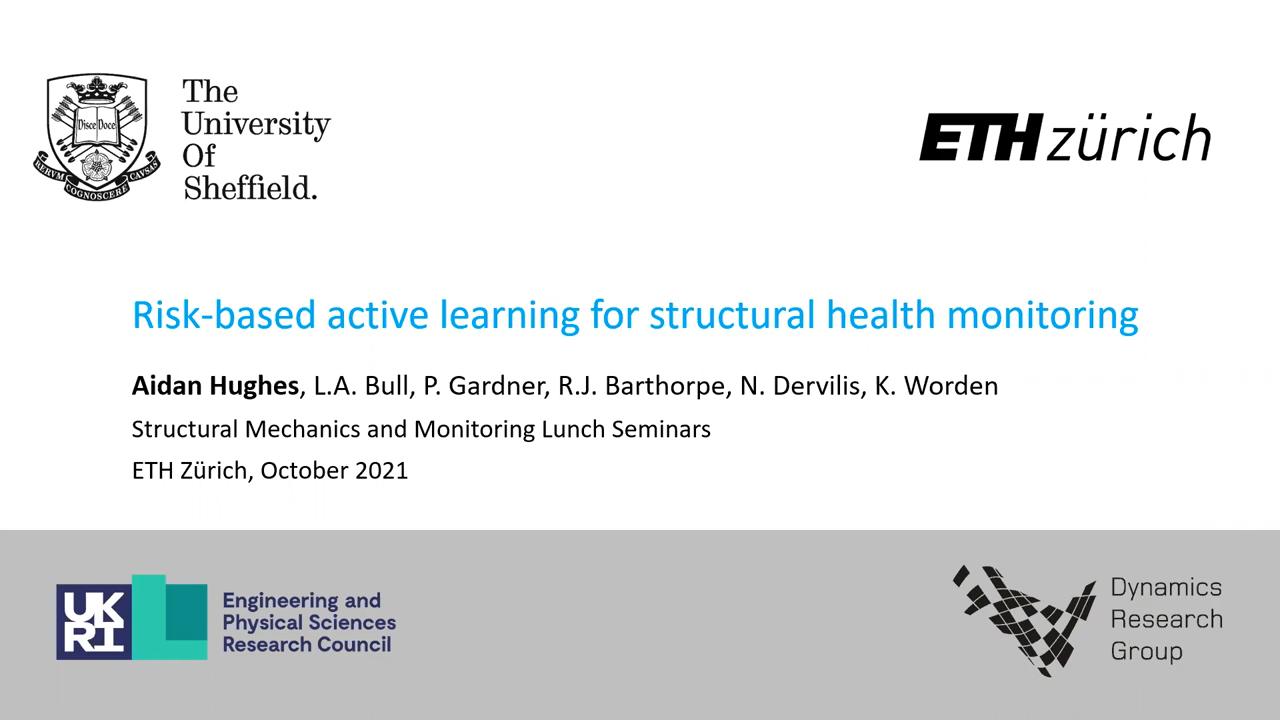 The
University
Of
Sheffield.
Disce Doce
RERVM COGNOSCERE CAVSAS
ETH zürich
Risk-based active learning for structural health monitoring
Aidan Hughes, L.A. Bull, P. Gardner, R.J. Barthorpe, N. Dervilis, K. Worden
Structural Mechanics and Monitoring Lunch Seminars
ETH Zürich, October 2021
UK
RI
Engineering and
Physical Sciences
Research Council
Dynamics
Research
Group